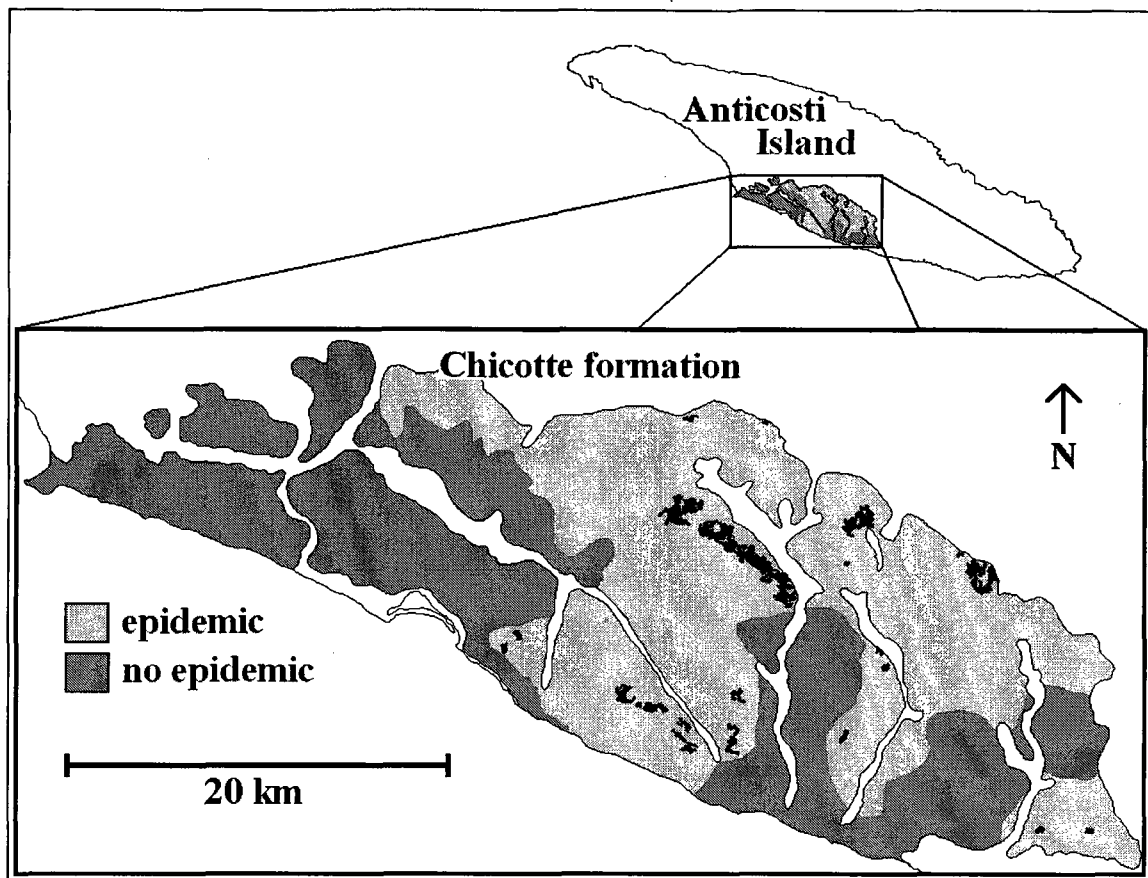 Anticosti
Island
Chicotte formation
N
epidemic
no epidemic
20 km